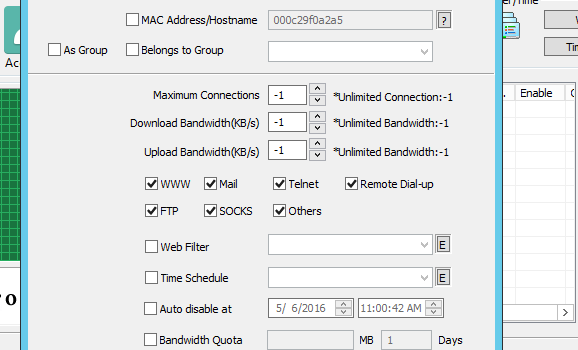 er/Time
MAC Address/Hostname 000c29f0a2a5 ?
As Group Belongs to Group
Ac
Tim
Maximum Connections -1 *Unlimited Connection:-1
Enable
Download Bandwidth(KB/s) -1 *Unlimited Bandwidth:-1
Upload Bandwidth(KB/s) -1 *Unlimited Bandwidth:-1
WWW Mail Telnet Remote Dial-up
FTP SOCKS Others
Web Filter E
Time Schedule E
r o
Auto disable at 5/ 6/2016 11:00:42 AM
Bandwidth Quota MB 1 Days